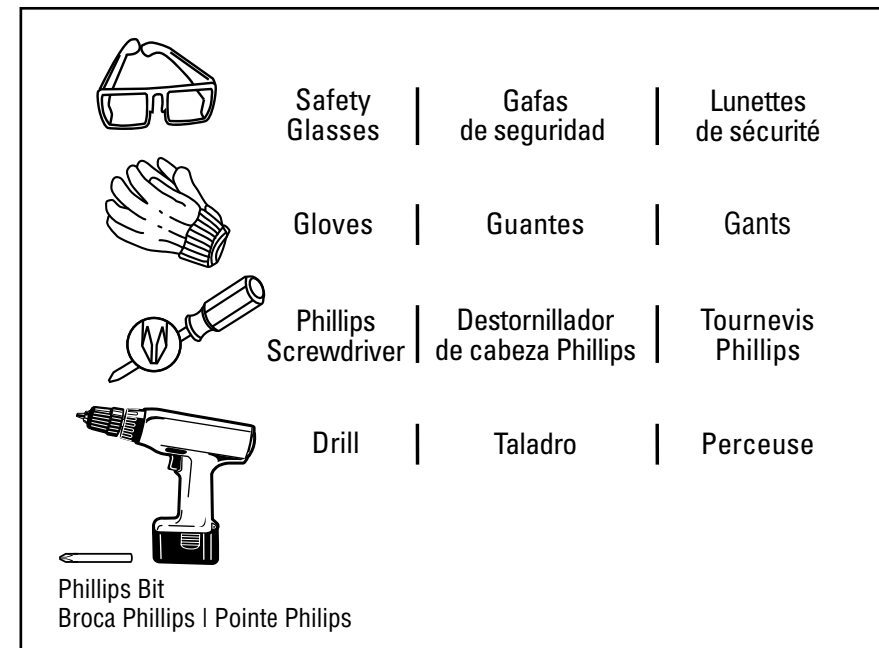 Safety
Glasses
Gafas
de seguridad
Lunettes
de sécurité
Gloves
Guantes
Gants
Phillips
Screwdriver
Destornillador
de cabeza Phillips
Tournevis
Phillips
Drill
Taladro
Perceuse
Phillips Bit
Broca Phillips | Pointe Philips